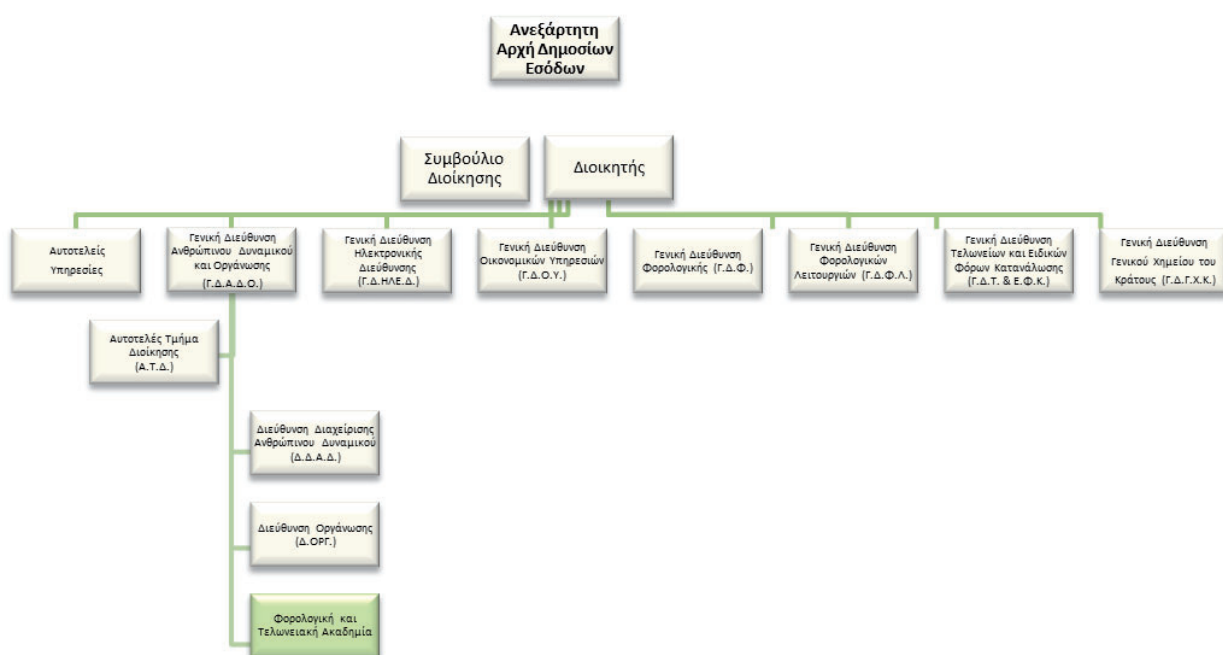 Ανεξάρτητη
Αρχή Δημοσίων
Εσόδων
Συμβούλιο
Διοίκησης
Διοικητής
Αυτοτελείς
Υπηρεσίες
Γενική Διεύθυνση
Ανθρώπινου Δυναμικού
και Οργάνωσης
(Γ.Δ.Α.Δ.Ο.)
Γενική Διεύθυνση
Ηλεκτρονικής
Διεύθυνσης
(Γ.Δ.ΗΛΕ.Δ.)
Γενική Διεύθυνση
Οικονομικών Υπηρεσιών
(Γ.Δ.Ο.Υ.)
Γενική Διεύθυνση
Φορολογικής (Γ.Δ.Φ.)
Γενική Διεύθυνση
Φορολογικών
Λειτουργιών (Γ.Δ.Φ.Λ.)
Γενική Διεύθυνση
Τελωνείων και Ειδικών
Φόρων Κατανάλωσης
(Γ.Δ.Τ. & Ε.Φ.Κ.)
Γενική Διεύθυνση
Γενικού Χημείου του
Κράτους (Γ.Δ.Γ.Χ.Κ.)
Αυτοτελές Τμήμα
Διοίκησης
(Α.Τ.Δ.)
Διεύθυνση Διαχείρισης
Ανθρώπινου Δυναμικού
(Δ.Δ.Α.Δ.)
Διεύθυνση Οργάνωσης
(Δ.ΟΡΓ.)
Φορολογική και
Τελωνειακή Ακαδημία